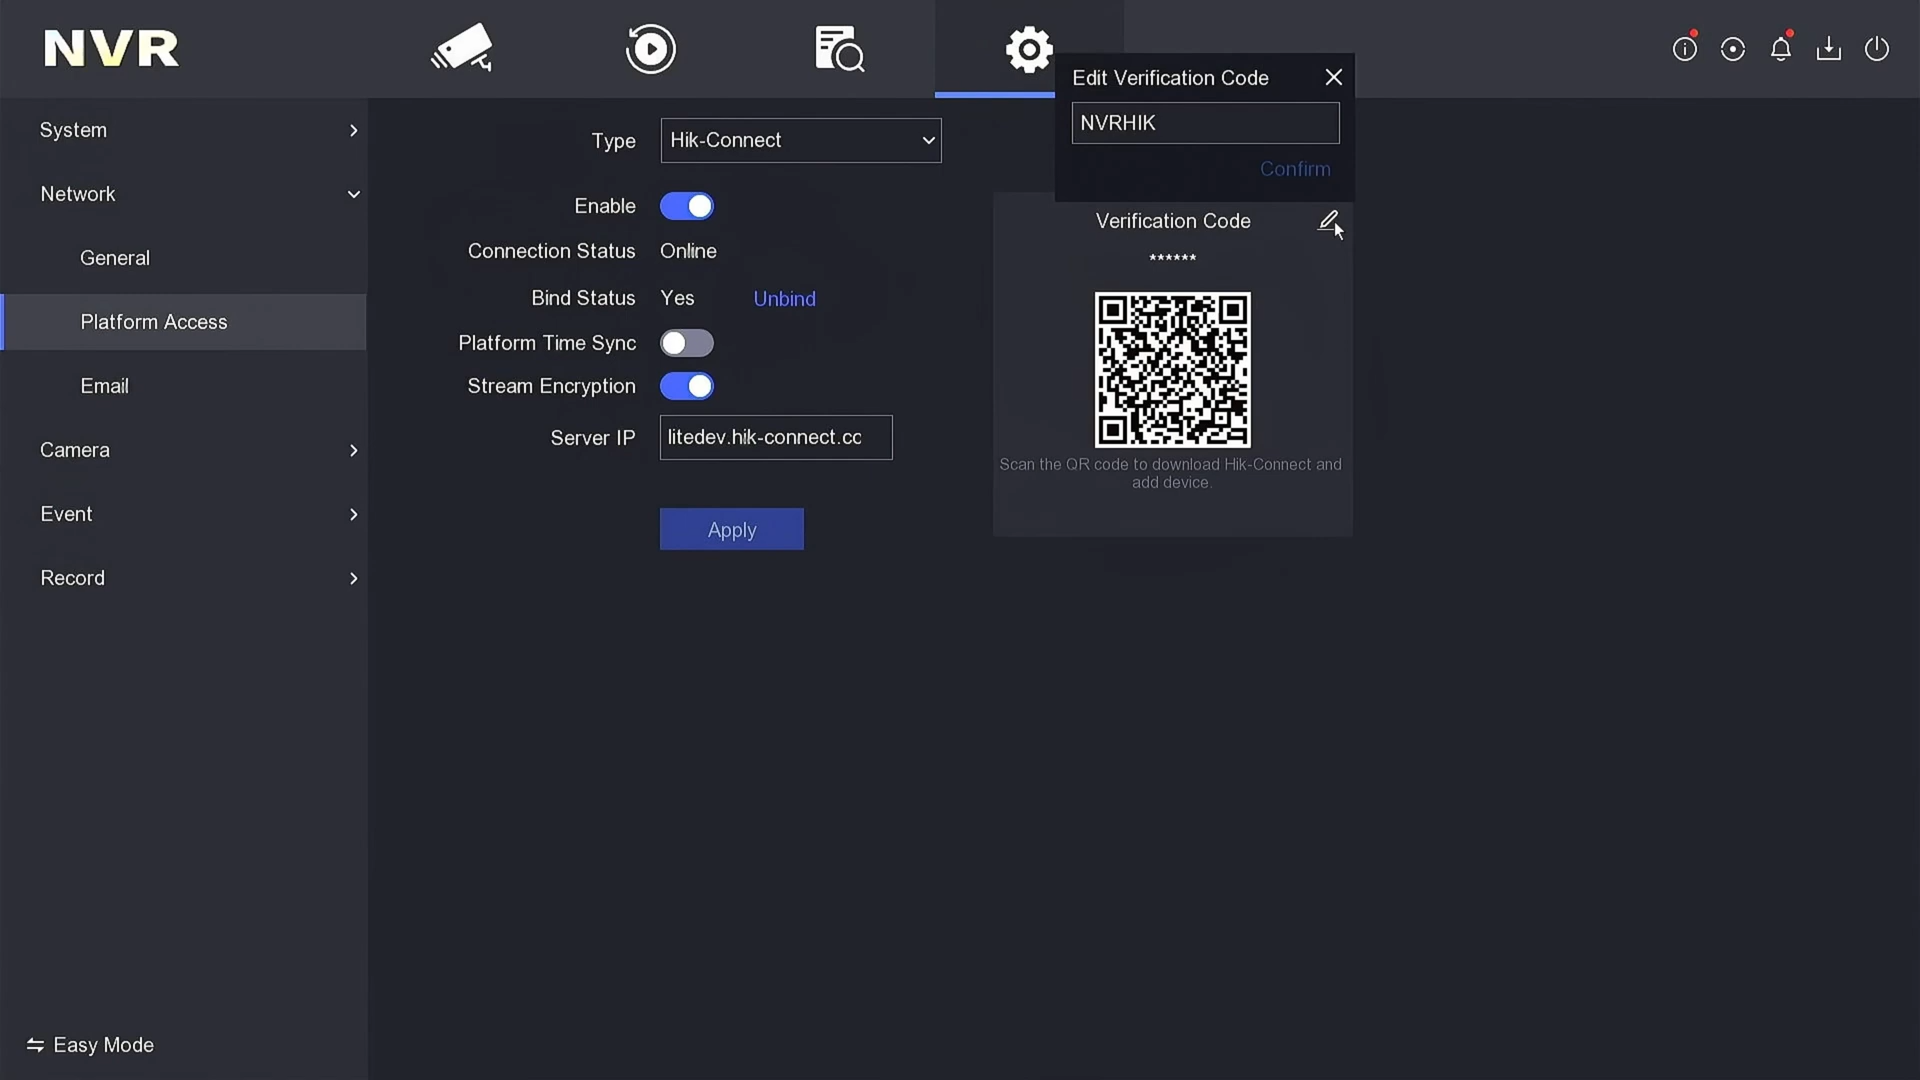 NVR
Edit Verification Code
NVRHIK
Confirm
System
Network
General
Platform Access
Email
Camera
Event
Record
Easy Mode
Type Hik-Connect
Enable
Connection Status Online
Bind Status Yes Unbind
Platform Time Sync
Stream Encryption
Server IP litedev.hik-connect.cc
Apply
Verification Code
******
Scan the QR code to download Hik-Connect and
add device.